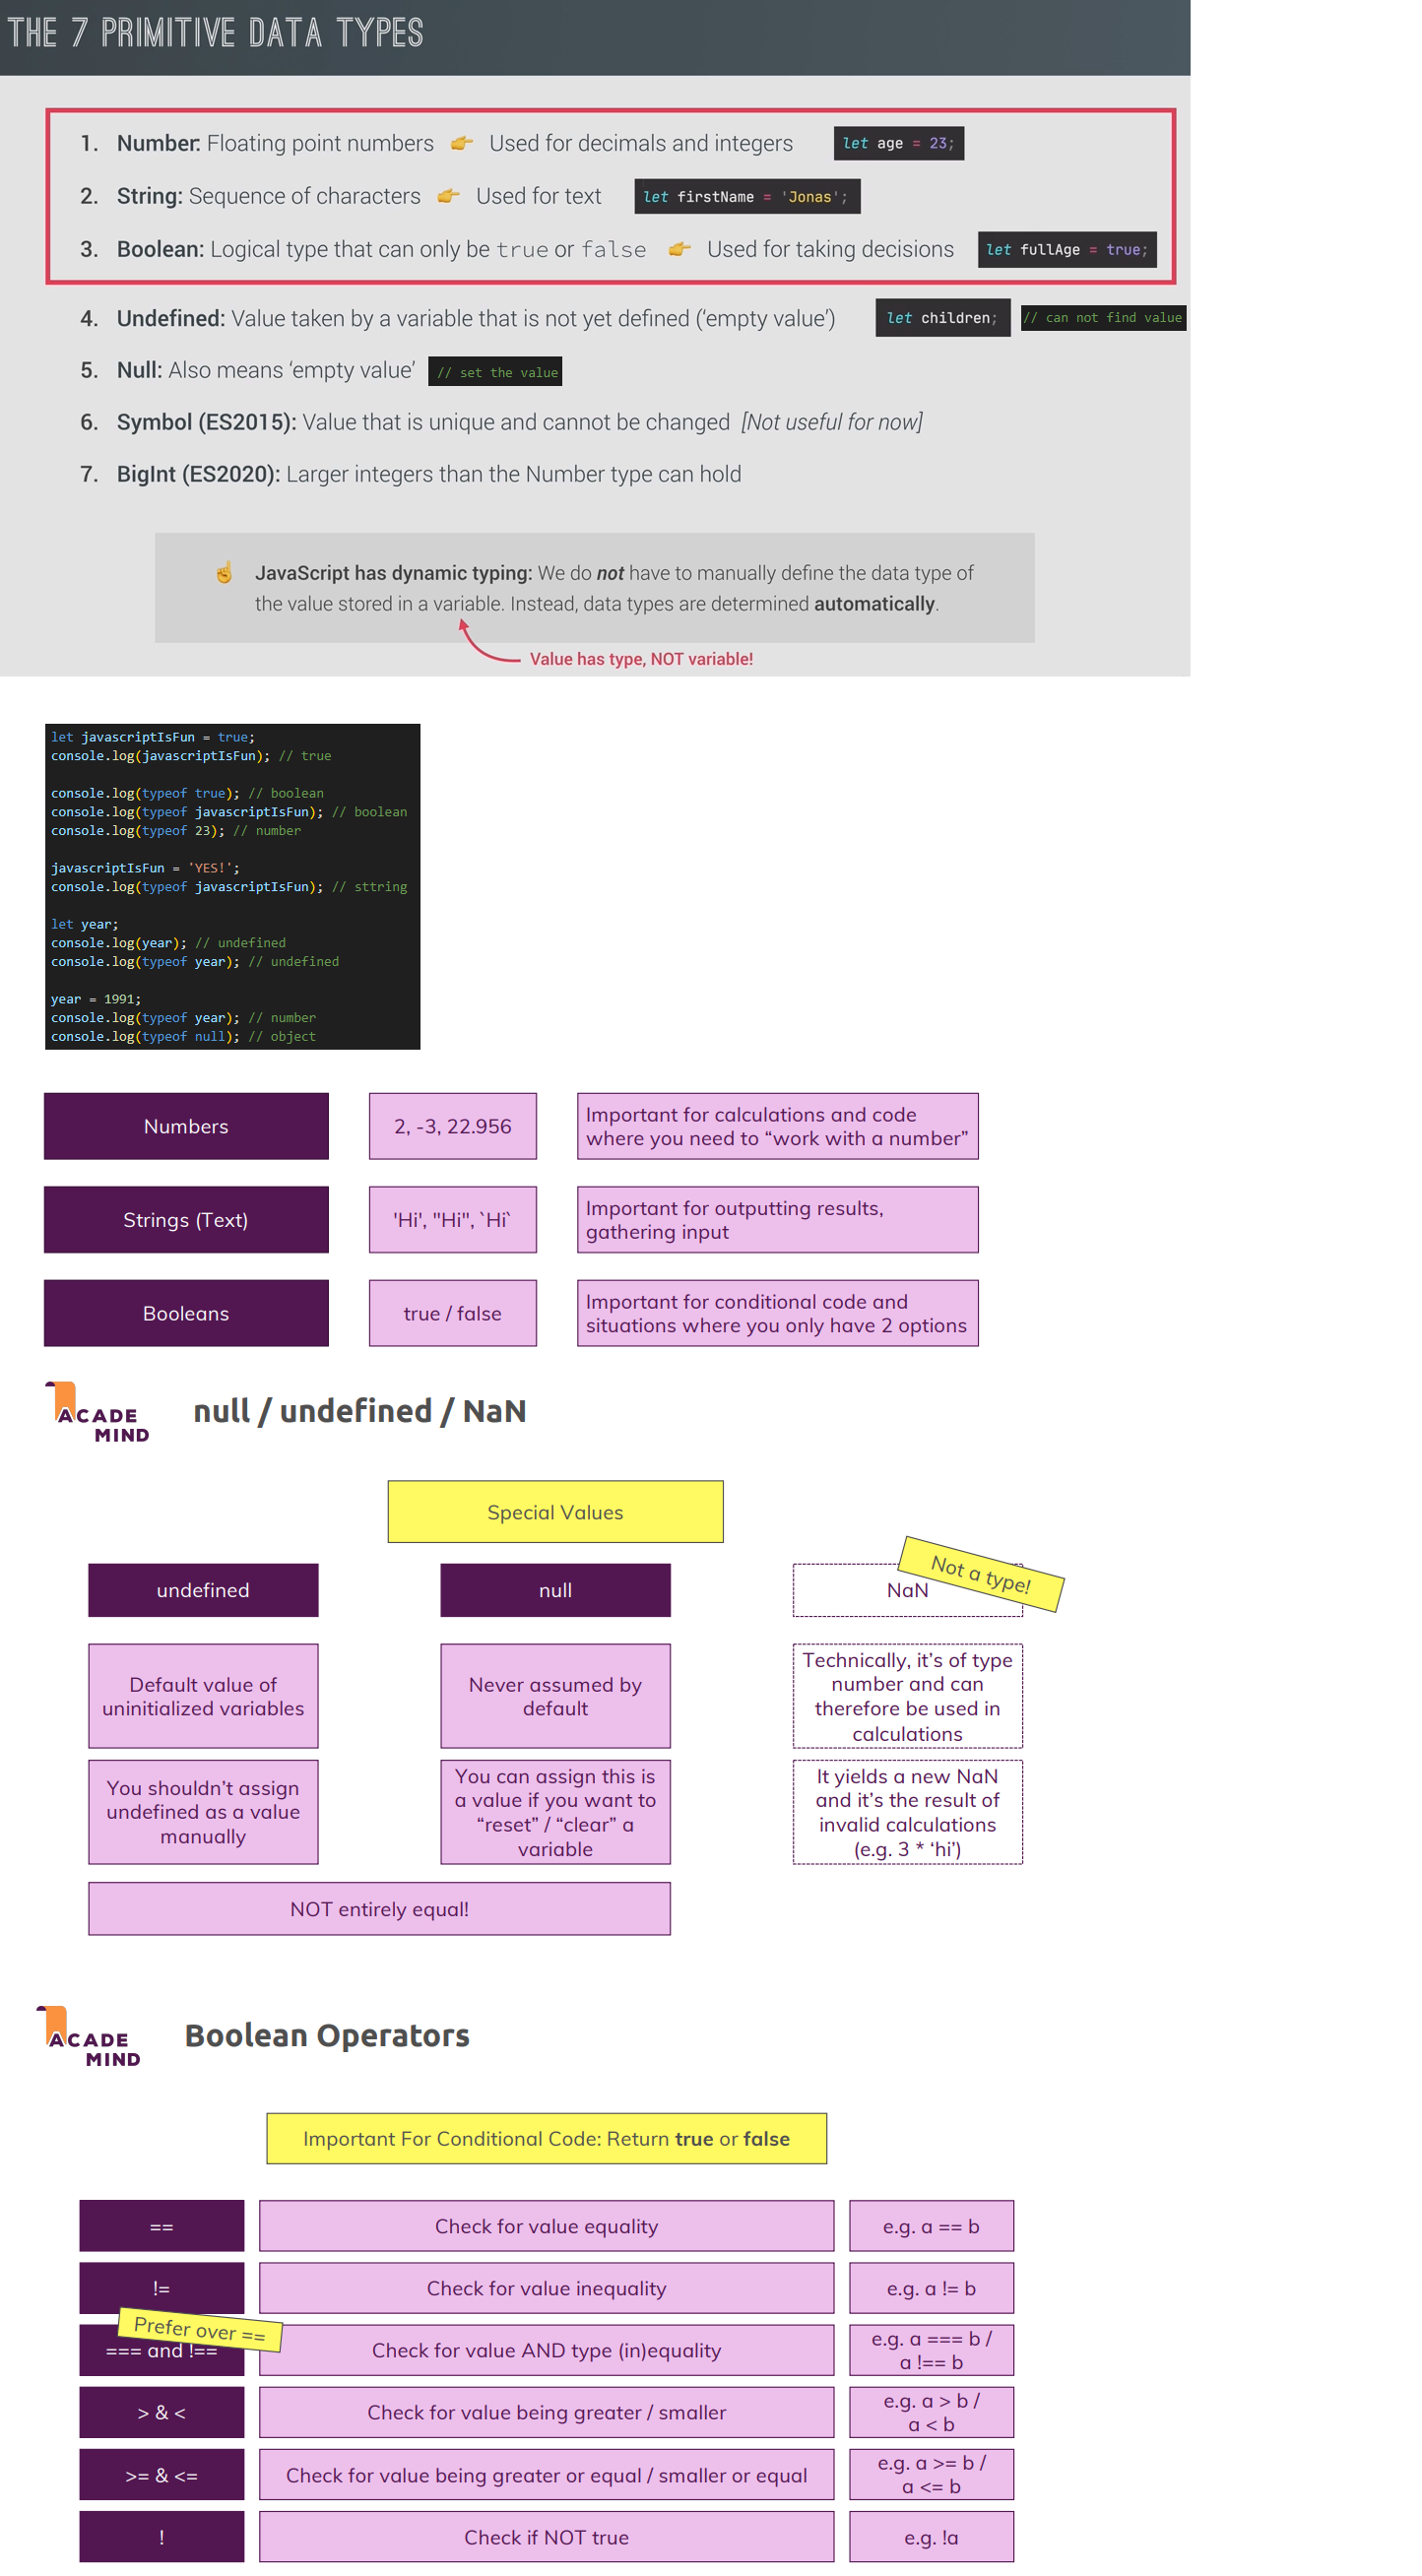 THE 7 PRIMITIVE DATA TYPES
1. Number: Floating point numbers 👉 Used for decimals and integers let age = 23;
2. String: Sequence of characters 👉 Used for text let firstName = 'Jonas';
3. Boolean: Logical type that can only be true or false 👉 Used for taking decisions let fullAge = true;
4. Undefined: Value taken by a variable that is not yet defined (‘empty value’) let children; // can not find value
5. Null: Also means ‘empty value’ // set the value
6. Symbol (ES2015): Value that is unique and cannot be changed [Not useful for now]
7. BigInt (ES2020): Larger integers than the Number type can hold
☝ JavaScript has dynamic typing: We do not have to manually define the data type of
the value stored in a variable. Instead, data types are determined automatically.
Value has type, NOT variable!
let javascriptIsFun = true;
console.log(javascriptIsFun); // true
console.log(typeof true); // boolean
console.log(typeof javascriptIsFun); // boolean
console.log(typeof 23); // number
javascriptIsFun = 'YES!';
console.log(typeof javascriptIsFun); // sttring
let year;
console.log(year); // undefined
console.log(typeof year); // undefined
year = 1991;
console.log(typeof year); // number
console.log(typeof null); // object
Numbers
2, -3, 22.956
Important for calculations and code
where you need to “work with a number”
Strings (Text)
'Hi', "Hi", `Hi`
Important for outputting results,
gathering input
Booleans
true / false
Important for conditional code and
situations where you only have 2 options
ACADE
MIND
null / undefined / NaN
Special Values
undefined
null
NaN
Not a type!
Default value of
uninitialized variables
Never assumed by
default
Technically, it’s of type
number and can
therefore be used in
calculations
You shouldn’t assign
undefined as a value
manually
You can assign this is
a value if you want to
“reset” / “clear” a
variable
It yields a new NaN
and it’s the result of
invalid calculations
(e.g. 3 * ‘hi’)
NOT entirely equal!
ACADE
MIND
Boolean Operators
Important For Conditional Code: Return true or false
==
Check for value equality
e.g. a == b
!=
Check for value inequality
e.g. a != b
Prefer over ==
=== and !==
Check for value AND type (in)equality
e.g. a === b /
a !== b
> & <
Check for value being greater / smaller
e.g. a > b /
a < b
>= & <=
Check for value being greater or equal / smaller or equal
e.g. a >= b /
a <= b
!
Check if NOT true
e.g. !a